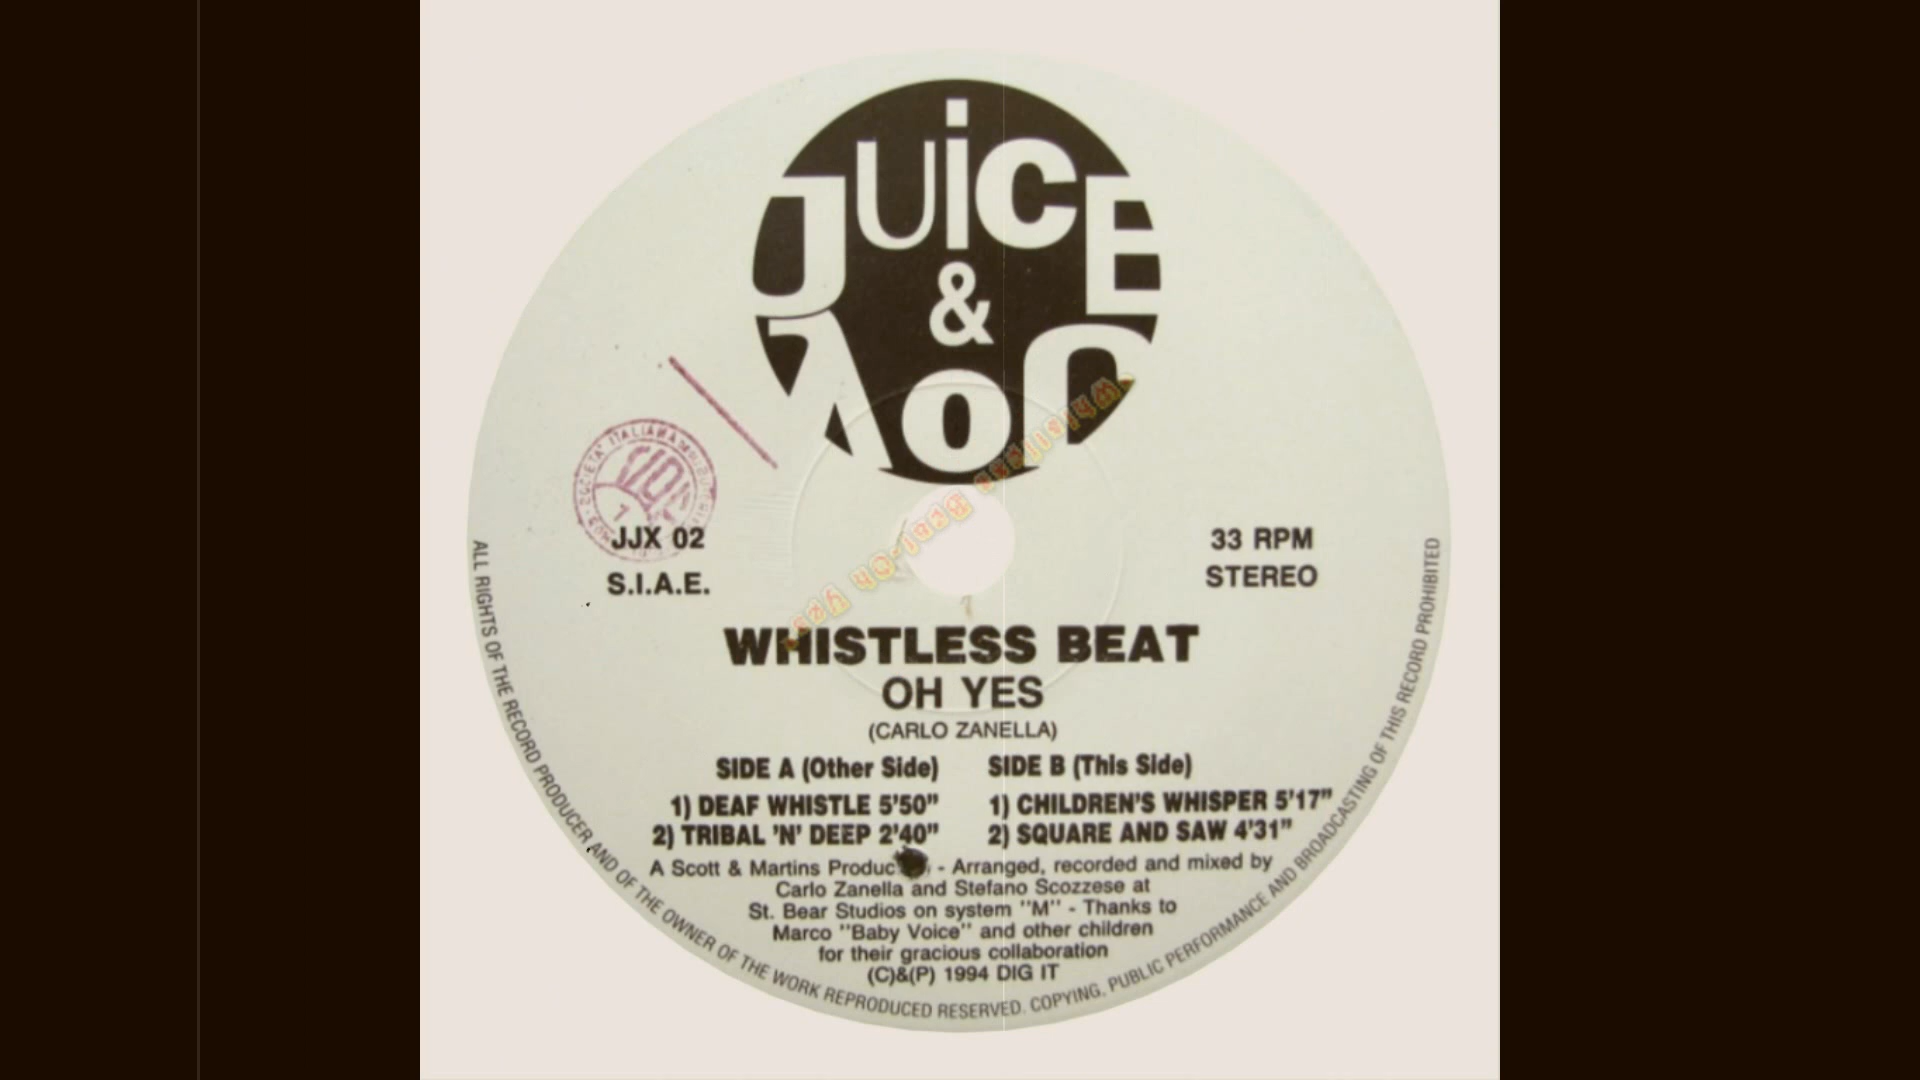 JUiCE
&
JJX 02
S.I.A.E.
33 RPM
STEREO
WHISTLESS BEAT
OH YES
(CARLO ZANELLA)
SIDE A (Other Side)
1) DEAF WHISTLE 5'50"
2) TRIBAL 'N' DEEP 2'40"
SIDE B (This Side)
1) CHILDREN'S WHISPER 5'17"
2) SQUARE AND SAW 4'31"
A Scott & Martins Produc - Arranged, recorded and mixed by
Carlo Zanella and Stefano Scozzese at
St. Bear Studios on system "M" - Thanks to
Marco "Baby Voice" and other children
for their gracious collaboration
(C)&(P) 1994 DIG IT
ALL RIGHTS OF THE RECORD PRODUCER AND OF THE OWNER OF THE WORK REPRODUCED RESERVED. COPYING, PUBLIC PERFORMANCE AND BROADCASTING OF THIS RECORD PROHIBITED